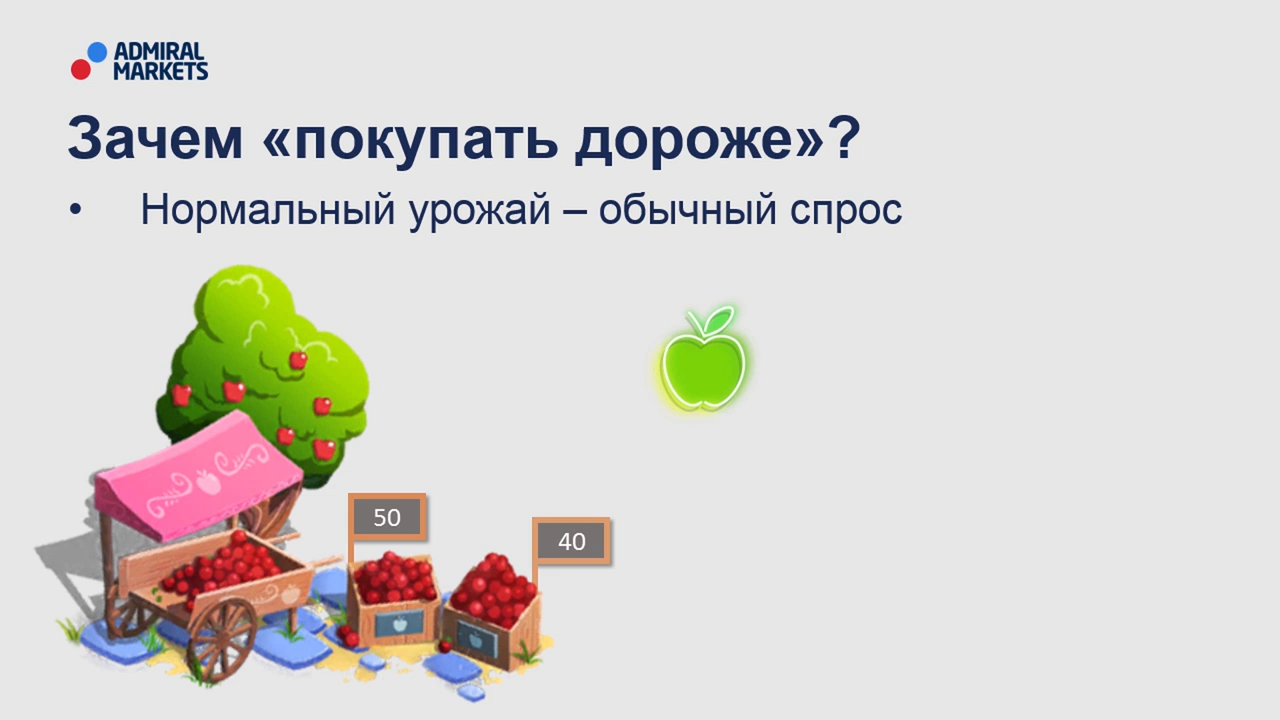 ADMIRAL
MARKETS
Зачем «покупать дороже»?
• Нормальный урожай – обычный спрос
50
40